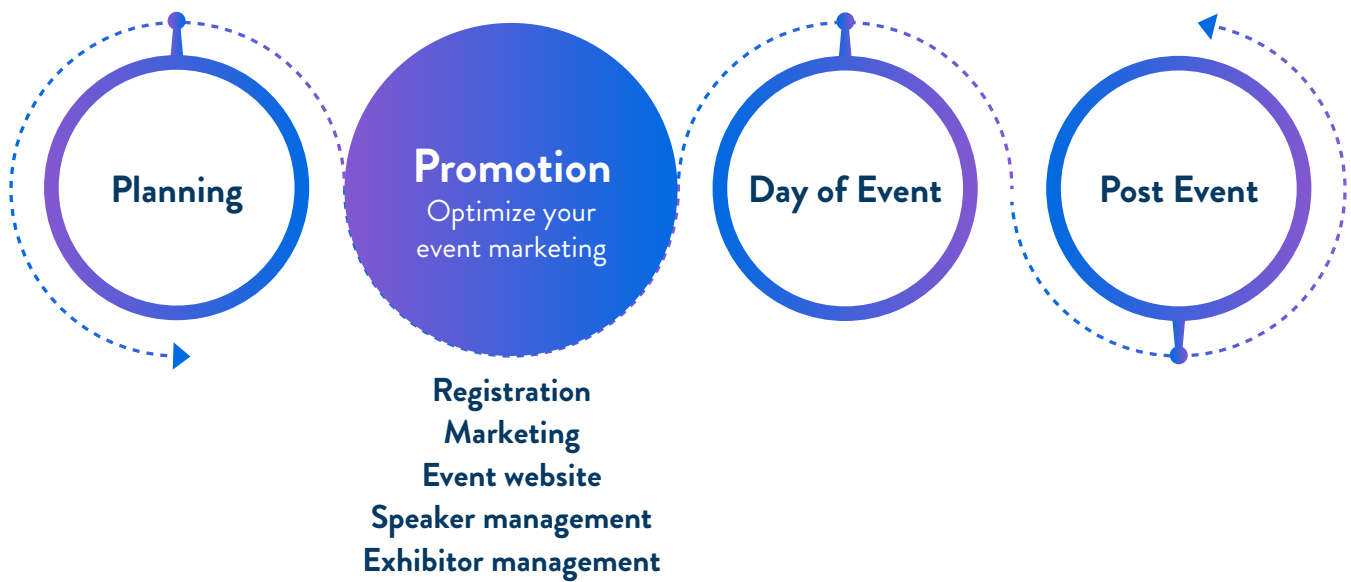 Planning
Promotion
Optimize your
event marketing
Day of Event
Post Event
Registration
Marketing
Event website
Speaker management
Exhibitor management